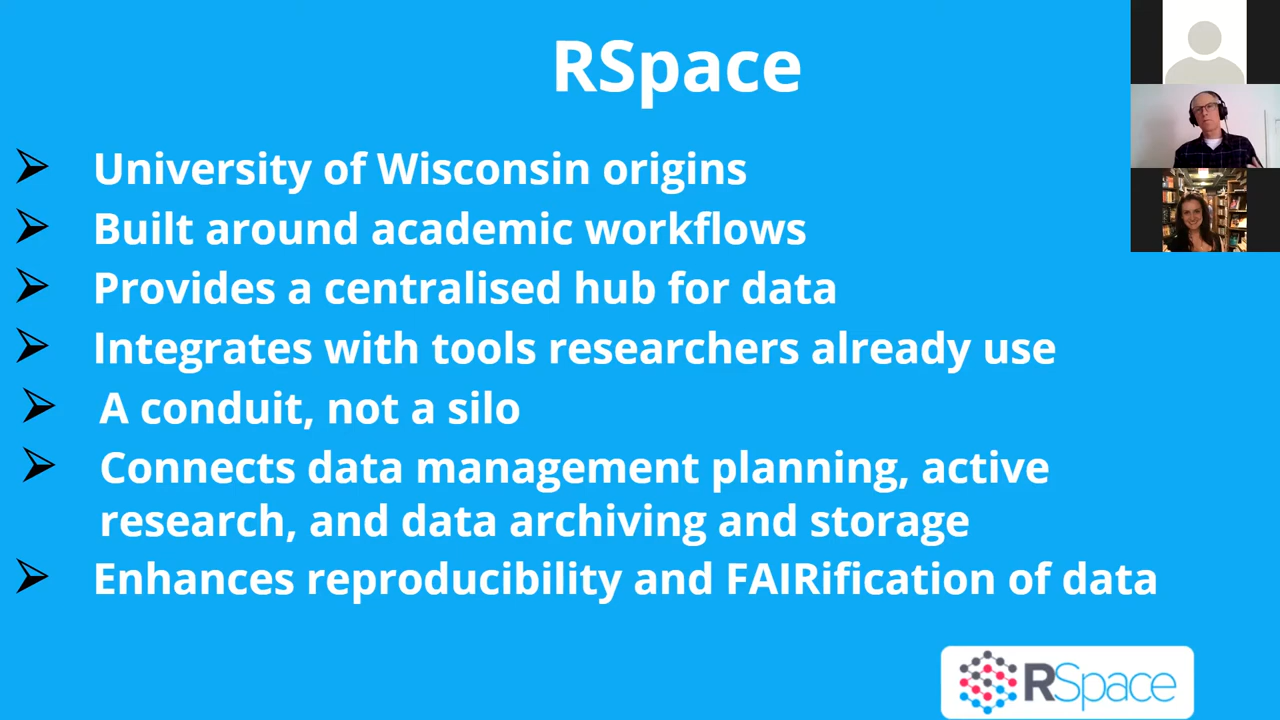 RSpace
University of Wisconsin origins
Built around academic workflows
Provides a centralised hub for data
Integrates with tools researchers already use
A conduit, not a silo
Connects data management planning, active
research, and data archiving and storage
Enhances reproducibility and FAIRification of data
RSpace